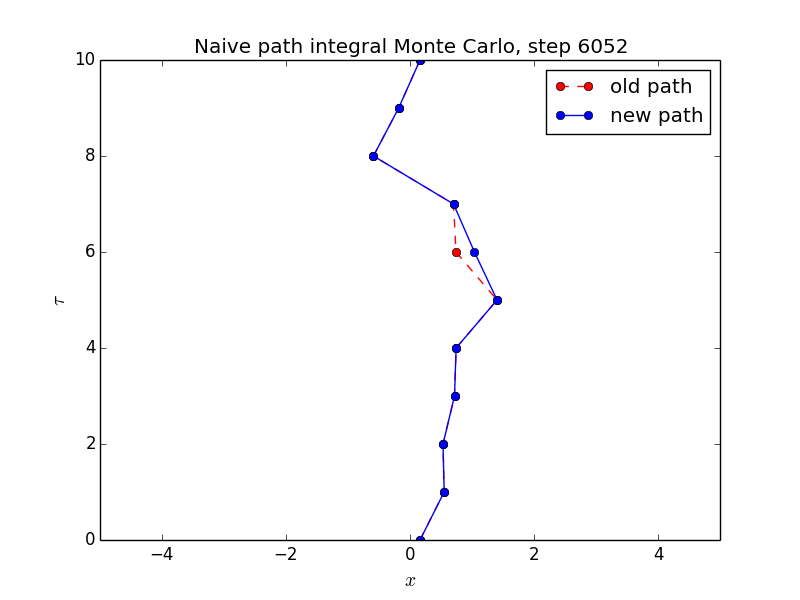 Naive path integral Monte Carlo, step 6052
old path
new path
10
8
6
4
2
0
τ
−4 −2 0 2 4
x